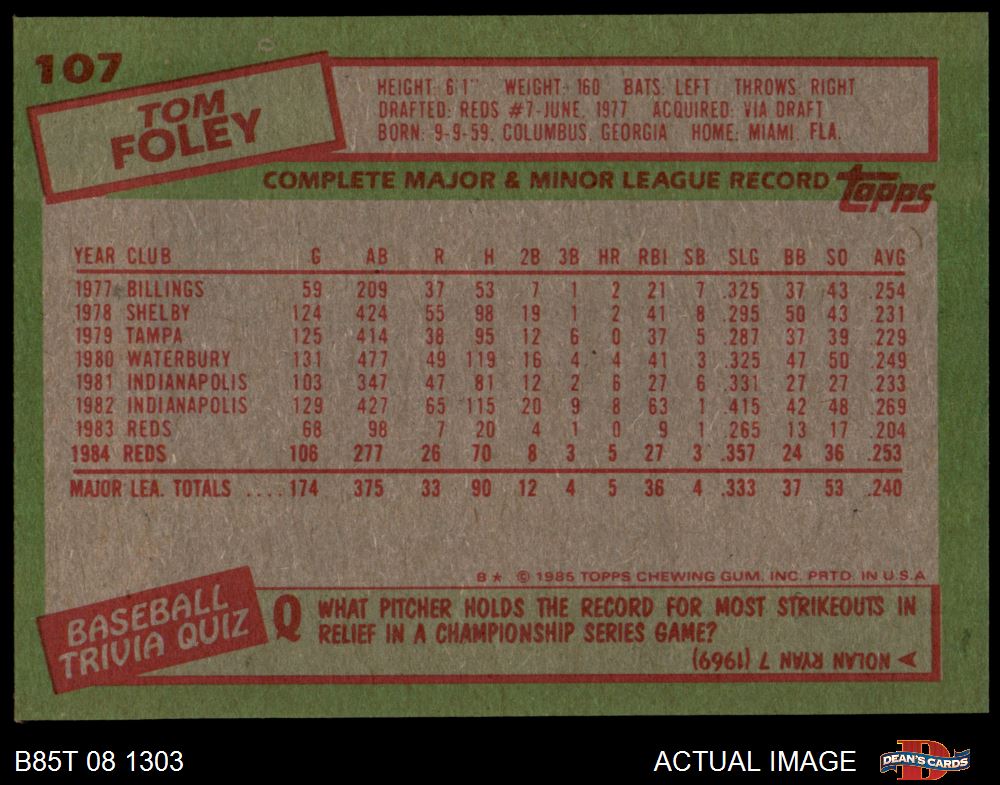 107
TOM
FOLEY
HEIGHT: 6'1" WEIGHT: 160 BATS: LEFT THROWS: RIGHT
DRAFTED: REDS #7-JUNE, 1977 ACQUIRED: VIA DRAFT
BORN: 9-9-59, COLUMBUS, GEORGIA HOME: MIAMI, FLA.
COMPLETE MAJOR & MINOR LEAGUE RECORD topps
YEAR CLUB G AB R H 2B 3B HR RBI SB SLG BB SO AVG
1977 BILLINGS 59 209 37 53 7 1 2 21 7 .325 37 43 .254
1978 SHELBY 124 424 55 98 19 1 2 41 8 .295 50 43 .231
1979 TAMPA 125 414 38 95 12 6 0 37 5 .287 37 39 .229
1980 WATERBURY 131 477 49 119 16 4 4 41 3 .325 47 50 .249
1981 INDIANAPOLIS 103 347 47 81 12 2 6 27 6 .331 27 27 .233
1982 INDIANAPOLIS 129 427 65 115 20 9 8 63 1 .415 42 48 .269
1983 REDS 68 98 7 20 4 1 0 9 1 .265 13 17 .204
1984 REDS 106 277 26 70 8 3 5 27 3 .357 24 36 .253
MAJOR LEA. TOTALS .... 174 375 33 90 12 4 5 36 4 .333 37 53 .240
B★ © 1985 TOPPS CHEWING GUM, INC. PRTD. IN U.S.A.
BASEBALL
TRIVIA QUIZ
Q WHAT PITCHER HOLDS THE RECORD FOR MOST STRIKEOUTS IN
RELIEF IN A CHAMPIONSHIP SERIES GAME?
NOLAN RYAN 7 (1969)
B85T 08 1303
ACTUAL IMAGE
DEAN'S CARDS